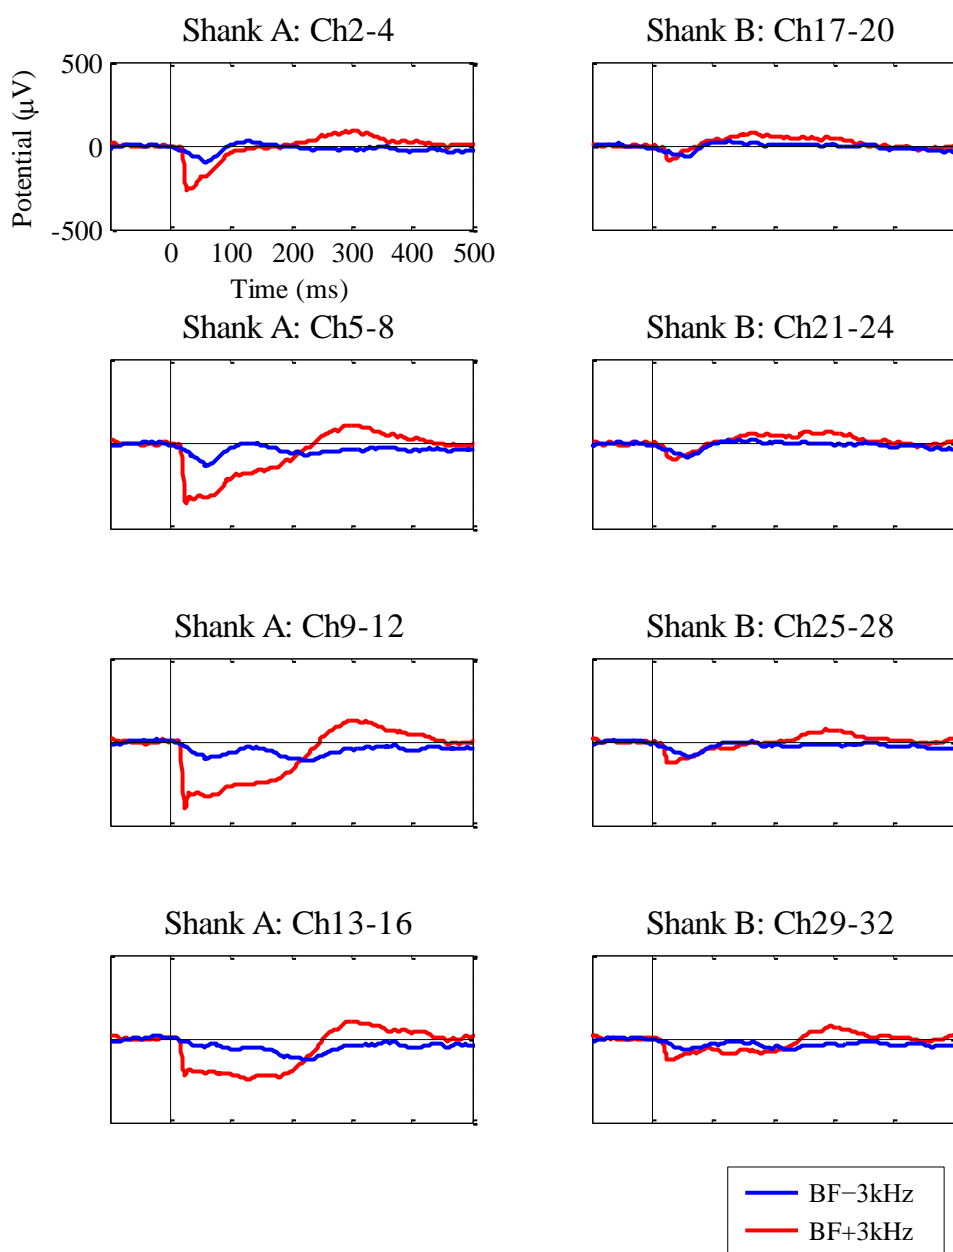 Shank A: Ch2-4
Shank B: Ch17-20
Potential (μV)
500
0
-500
0 100 200 300 400 500
Time (ms)
Shank A: Ch5-8
Shank B: Ch21-24
Shank A: Ch9-12
Shank B: Ch25-28
Shank A: Ch13-16
Shank B: Ch29-32
BF−3kHz
BF+3kHz